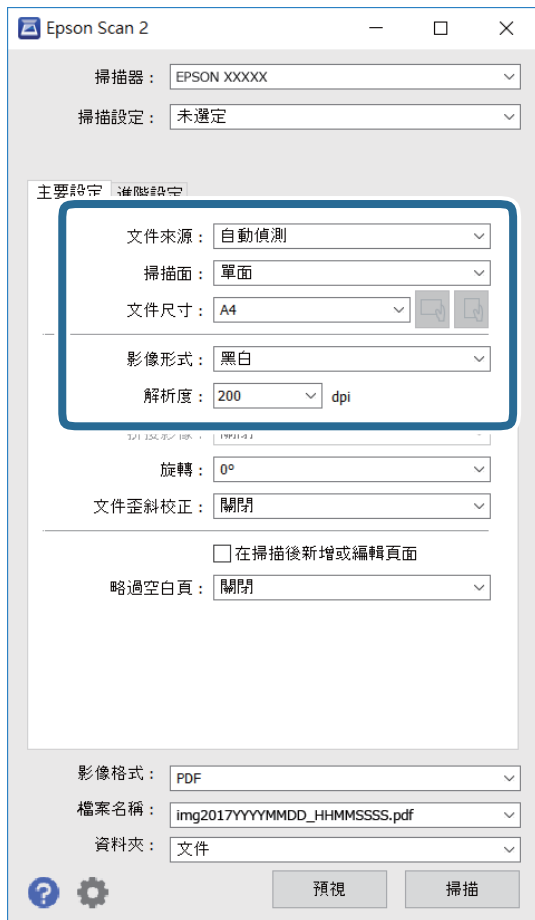 Epson Scan 2
掃描器： EPSON XXXXX
掃描設定： 未選定
主要設定 進階設定
文件來源： 自動偵測
掃描面： 單面
文件尺寸： A4
影像形式： 黑白
解析度： 200 dpi
旋轉： 0°
文件歪斜校正： 關閉
在掃描後新增或編輯頁面
略過空白頁： 關閉
影像格式： PDF
檔案名稱： img2017YYYYMMDD_HHMMSSSS.pdf
資料夾： 文件
? 預視 掃描